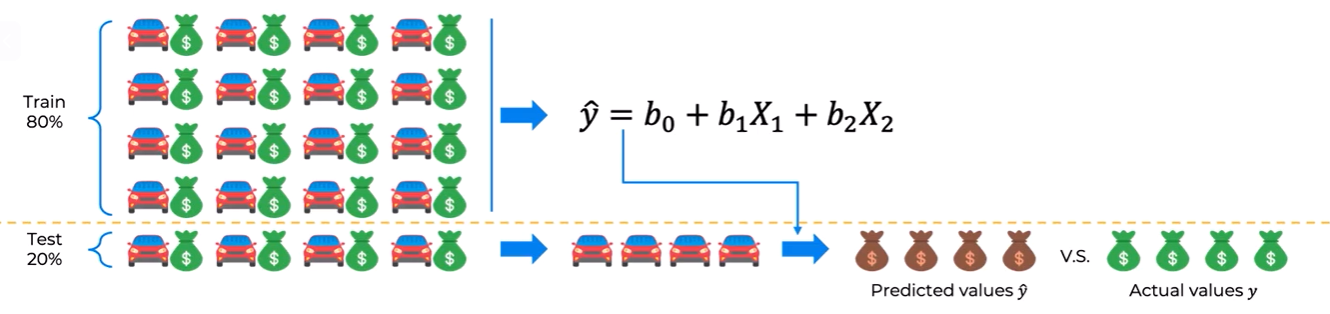 Train
80%
ŷ = b₀ + b₁X₁ + b₂X₂
Test
20%
V.S.
Predicted values ŷ
Actual values y